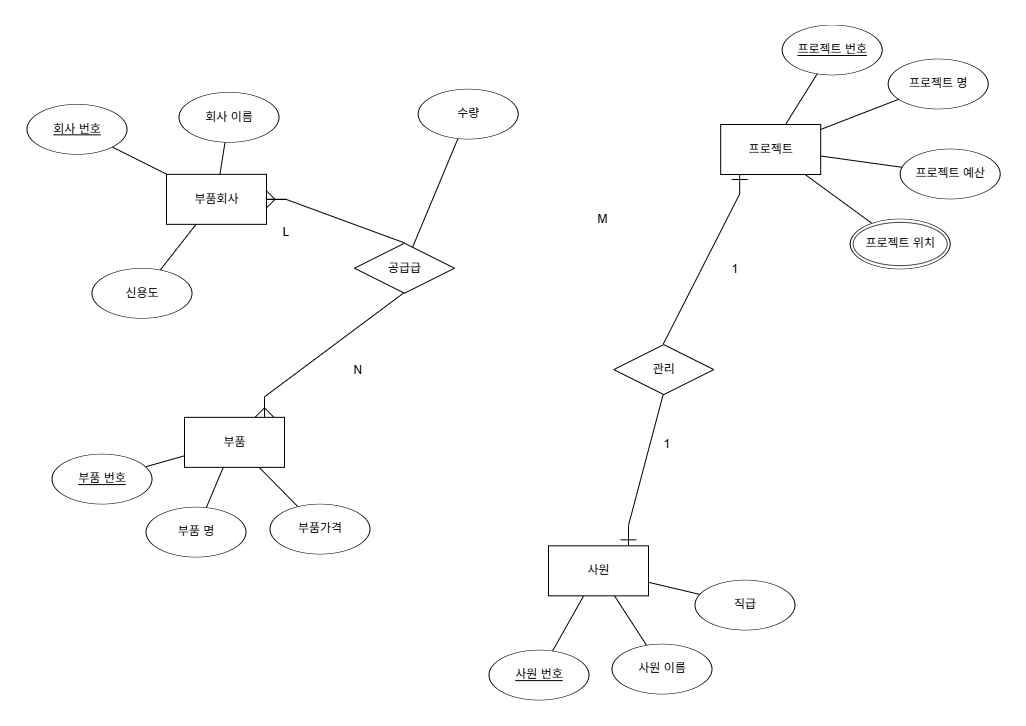 프로젝트 번호
프로젝트 명
회사 번호
회사 이름
수량
프로젝트
프로젝트 예산
부품회사
M
프로젝트 위치
L
공급급
1
신용도
N
관리
부품
1
부품 번호
부품 명
부품가격
사원
직급
사원 번호
사원 이름